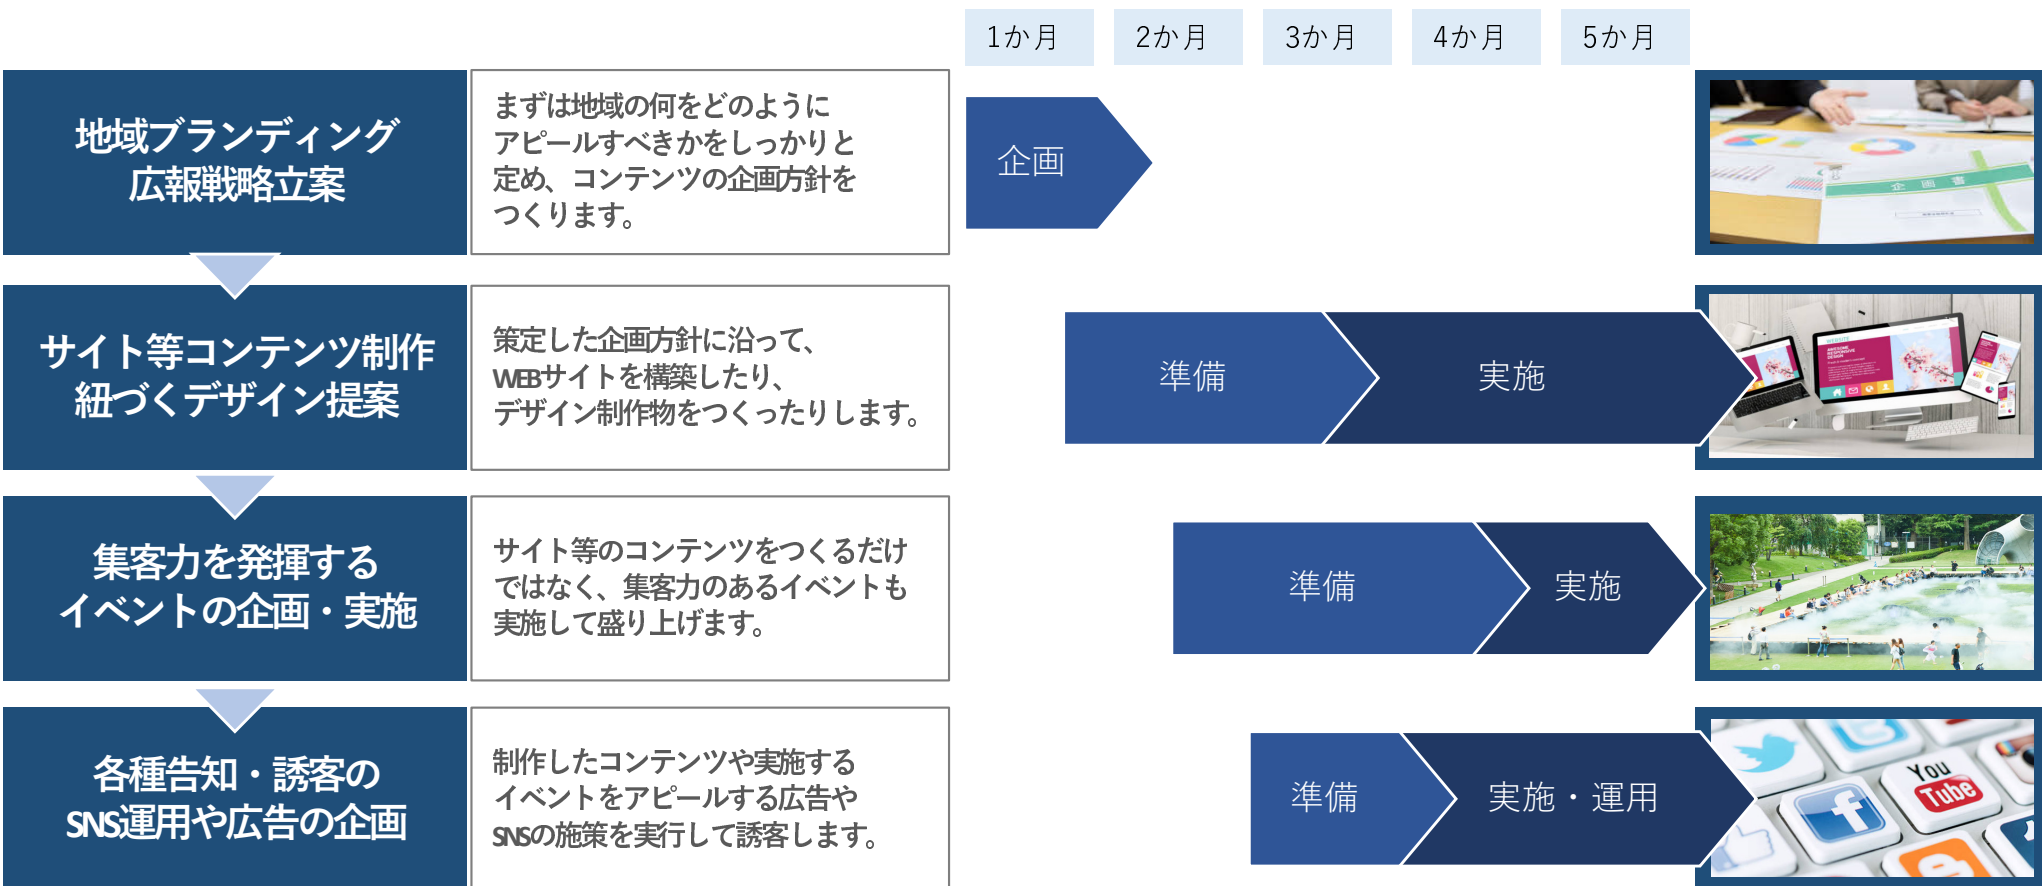 1か月
2か月
3か月
4か月
5か月
地域ブランディング
広報戦略立案
まずは地域の何をどのように
アピールすべきかをしっかりと
定め、コンテンツの企画方針を
つくります。
企画
企画書
サイト等コンテンツ制作
紐づくデザイン提案
策定した企画方針に沿って、
WEBサイトを構築したり、
デザイン制作物をつくったりします。
準備
実施
WEBSITE
AWESOME
RESPONSIVE
DESIGN
集客力を発揮する
イベントの企画・実施
サイト等のコンテンツをつくるだけ
ではなく、集客力のあるイベントも
実施して盛り上げます。
準備
実施
各種告知・誘客の
SNS運用や広告の企画
制作したコンテンツや実施する
イベントをアピールする広告や
SNSの施策を実行して誘客します。
準備
実施・運用
You
Tube